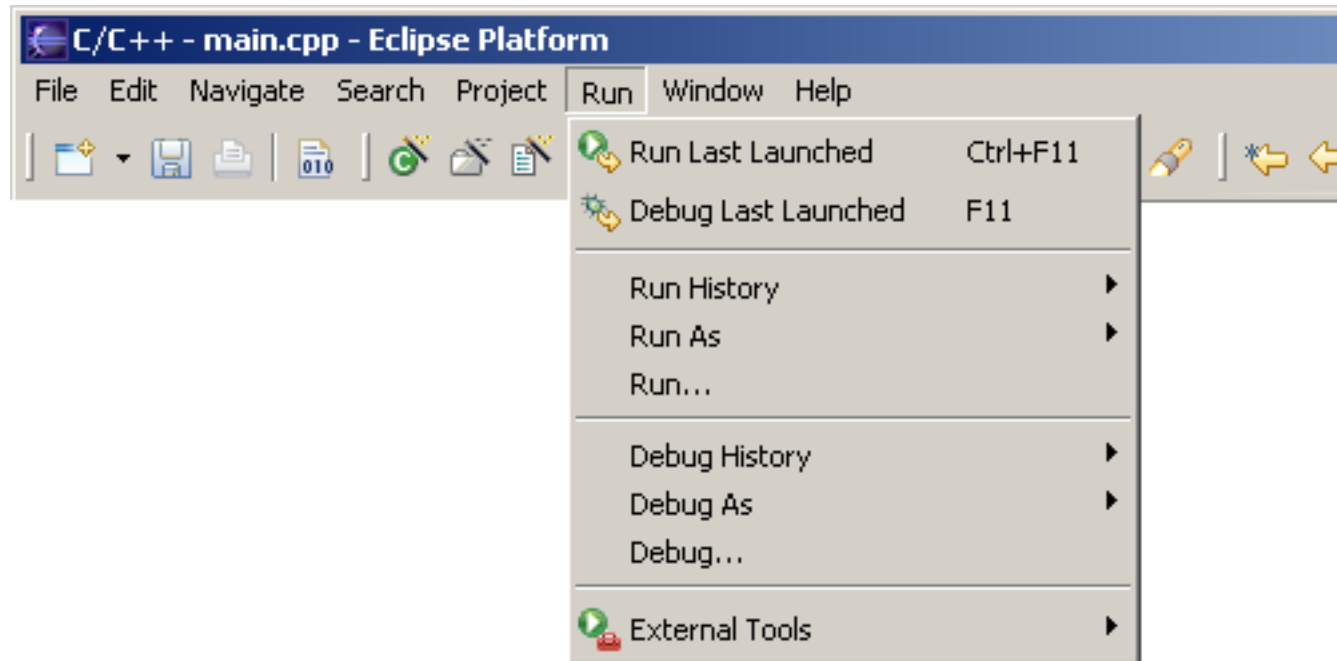 C/C++ - main.cpp - Eclipse Platform
File Edit Navigate Search Project Run Window Help
010
C
Run Last Launched Ctrl+F11
Debug Last Launched F11
Run History
Run As
Run...
Debug History
Debug As
Debug...
External Tools